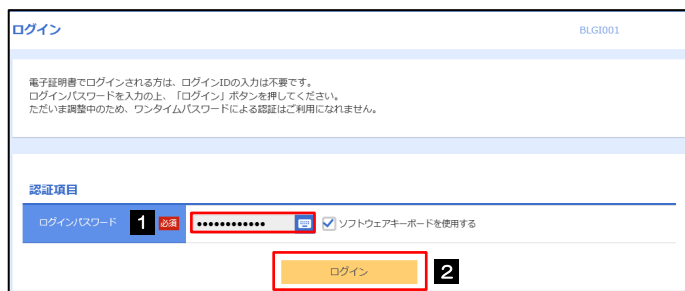 ログイン
BLGI001
電子証明書でログインされる方は、ログインIDの入力は不要です。
ログインパスワードを入力の上、「ログイン」ボタンを押してください。
ただいま調整中のため、ワンタイムパスワードによる認証はご利用になれません。
認証項目
ログインパスワード 1 必須 •••••••••••• ソフトウェアキーボードを使用する
ログイン 2